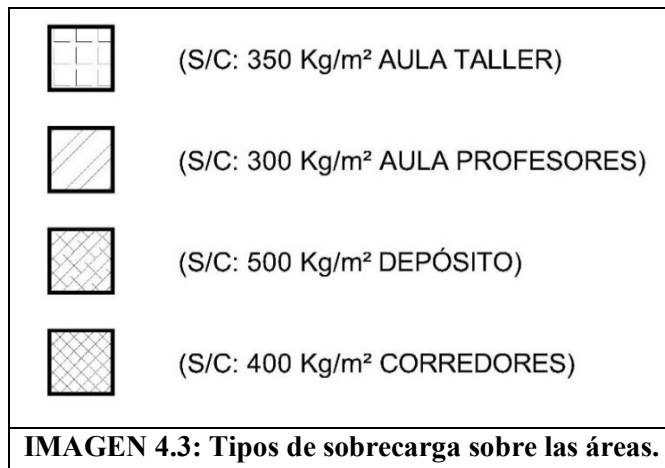 (S/C: 350 Kg/m² AULA TALLER)
(S/C: 300 Kg/m² AULA PROFESORES)
(S/C: 500 Kg/m² DEPÓSITO)
(S/C: 400 Kg/m² CORREDORES)
IMAGEN 4.3: Tipos de sobrecarga sobre las áreas.